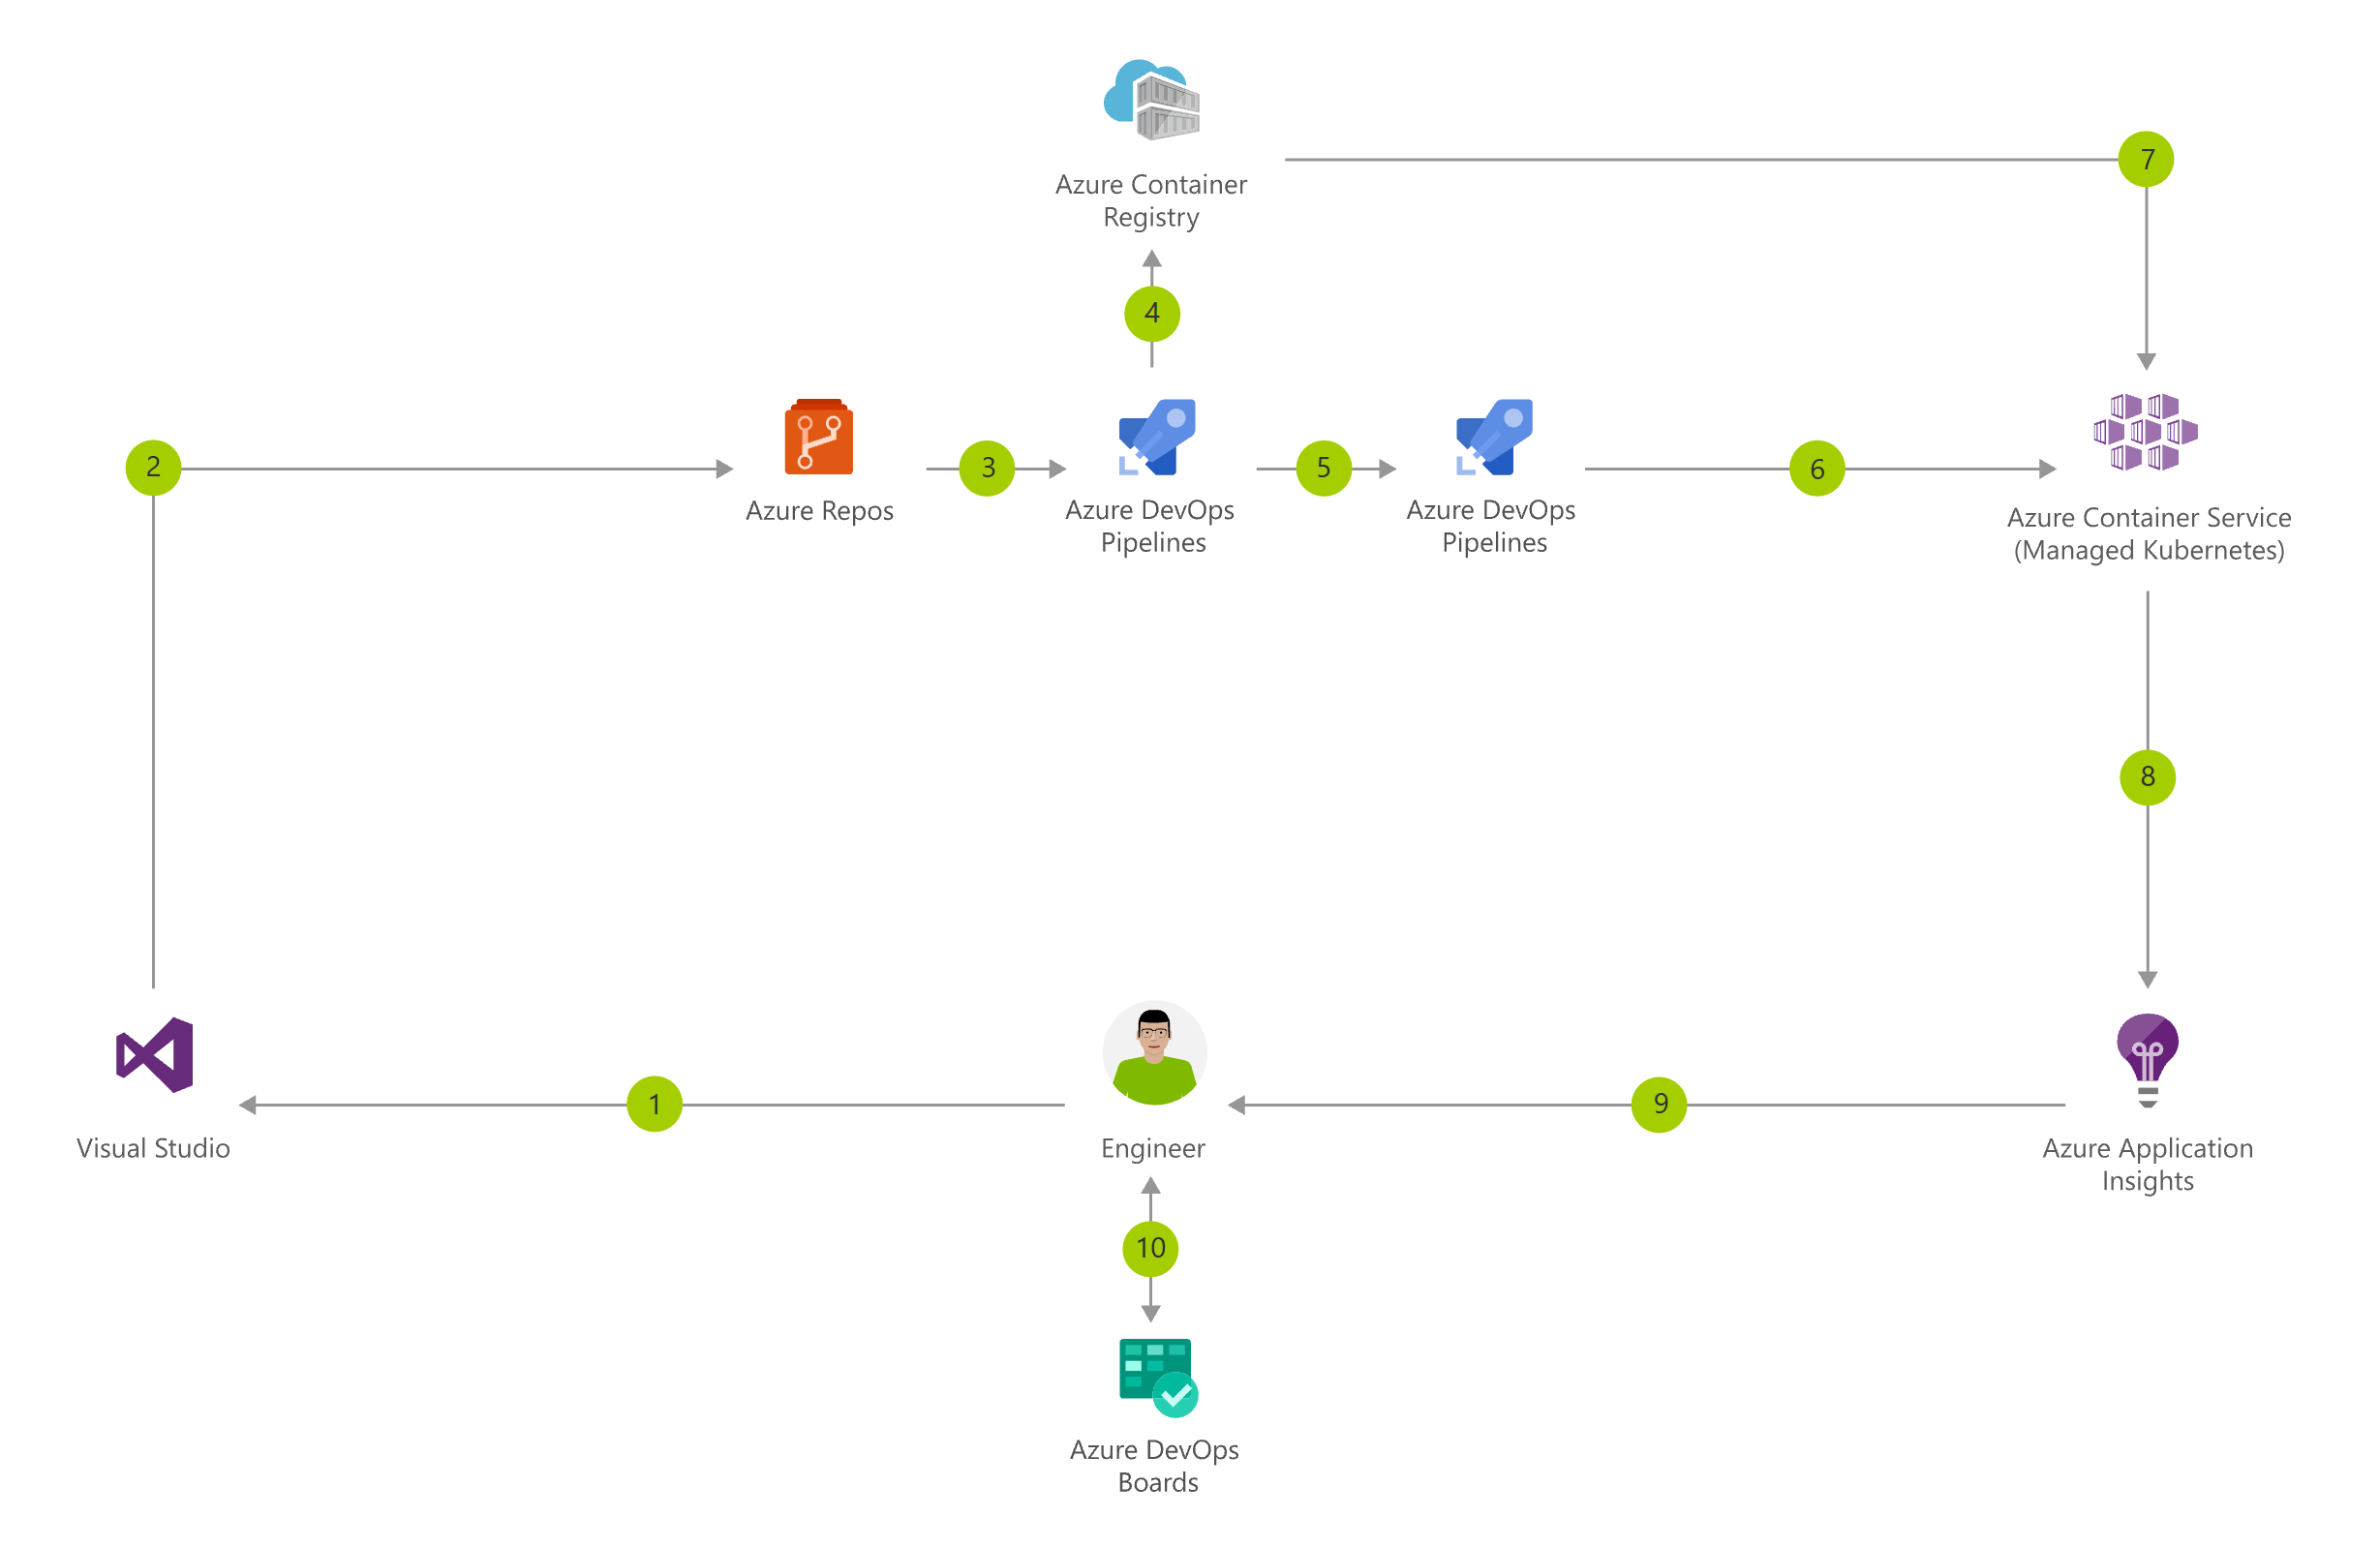 Azure Container
Registry
7
4
2
3
5
6
Azure Repos
Azure DevOps
Pipelines
Azure DevOps
Pipelines
Azure Container Service
(Managed Kubernetes)
8
1
9
Visual Studio
Engineer
Azure Application
Insights
10
Azure DevOps
Boards